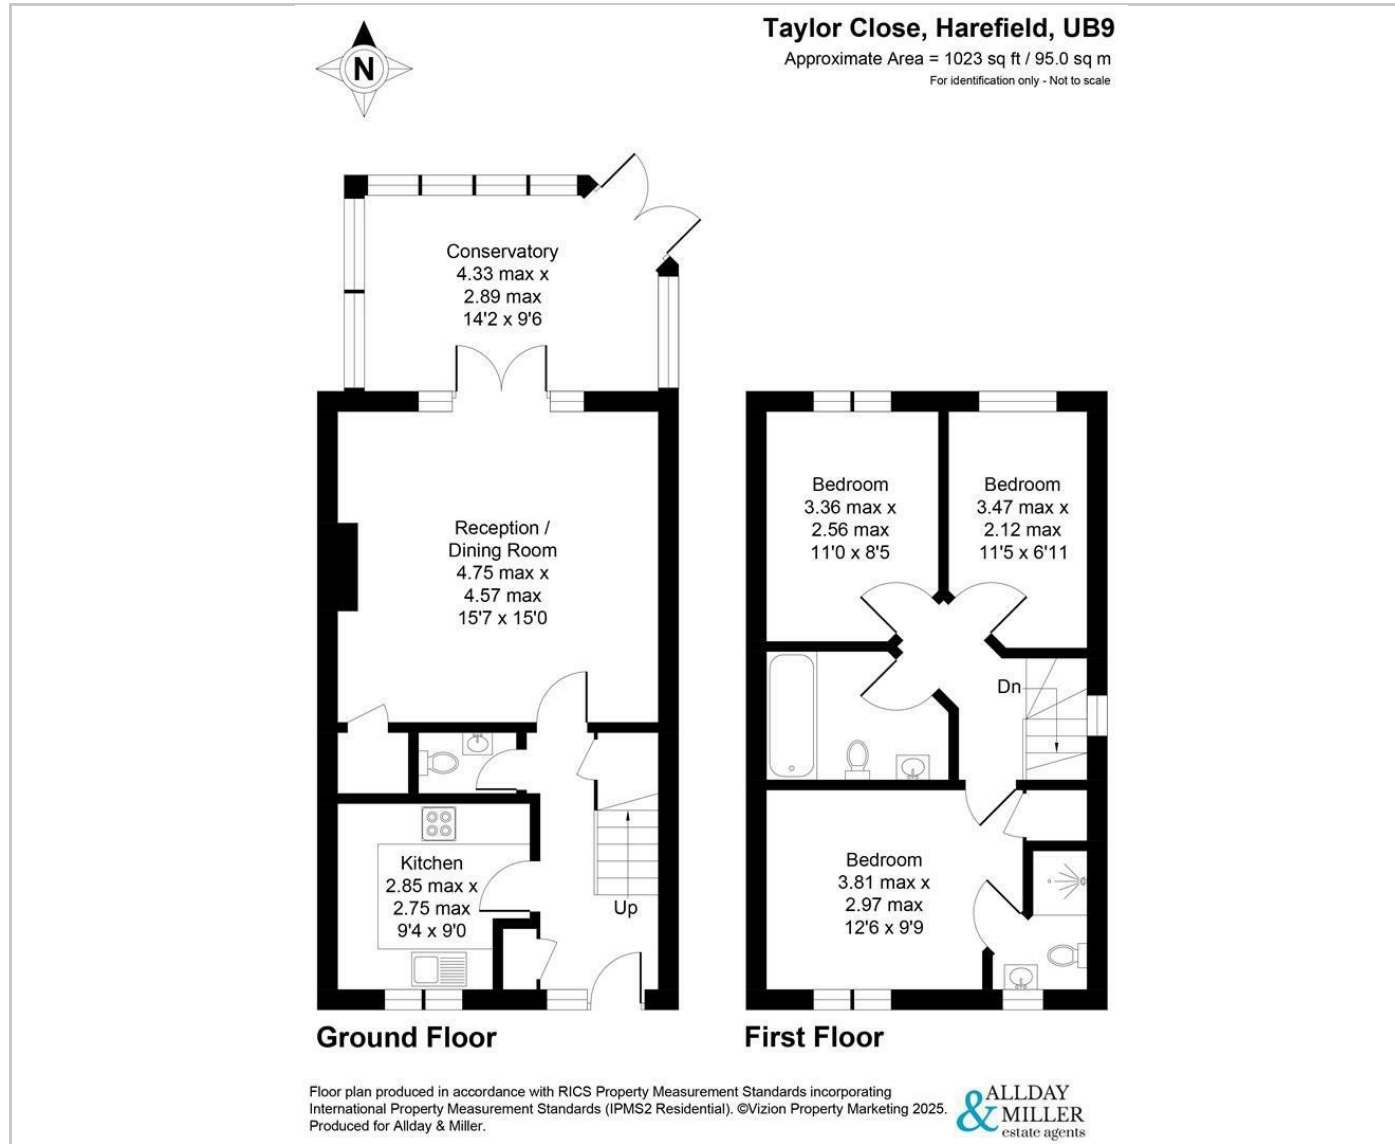 Taylor Close, Harefield, UB9
Approximate Area = 1023 sq ft / 95.0 sq m
For identification only - Not to scale
N
Conservatory
4.33 max x
2.89 max
14'2 x 9'6
Reception /
Dining Room
4.75 max x
4.57 max
15'7 x 15'0
Kitchen
2.85 max x
2.75 max
9'4 x 9'0
Up
Ground Floor
Bedroom
3.36 max x
2.56 max
11'0 x 8'5
Bedroom
3.47 max x
2.12 max
11'5 x 6'11
Dn
Bedroom
3.81 max x
2.97 max
12'6 x 9'9
First Floor
Floor plan produced in accordance with RICS Property Measurement Standards incorporating
International Property Measurement Standards (IPMS2 Residential). ©Vizion Property Marketing 2025.
Produced for Allday & Miller.
ALLDAY
& MILLER
estate agents